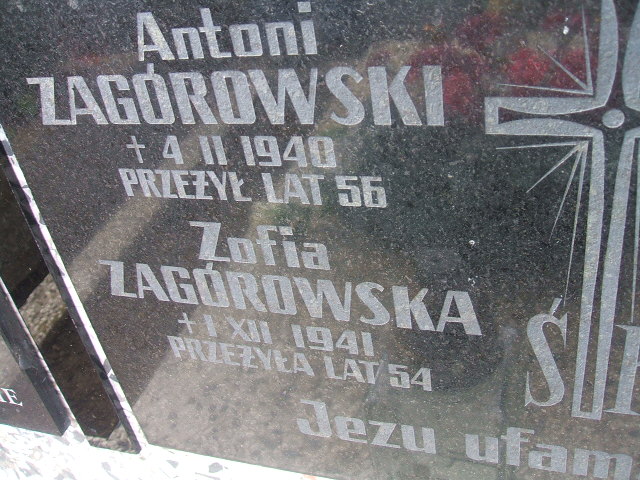 Antoni
ZAGÓROWSKI
† 4 II 1940
PRZEŻYŁ LAT 56
Zofia
ZAGÓROWSKA
† 1 XII 1941
PRZEŻYŁA LAT 54
Jezu ufam